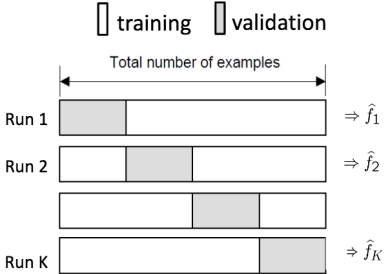 training validation
Total number of examples
Run 1 ⇒ f̂₁
Run 2 ⇒ f̂₂
Run K ⇒ f̂_K